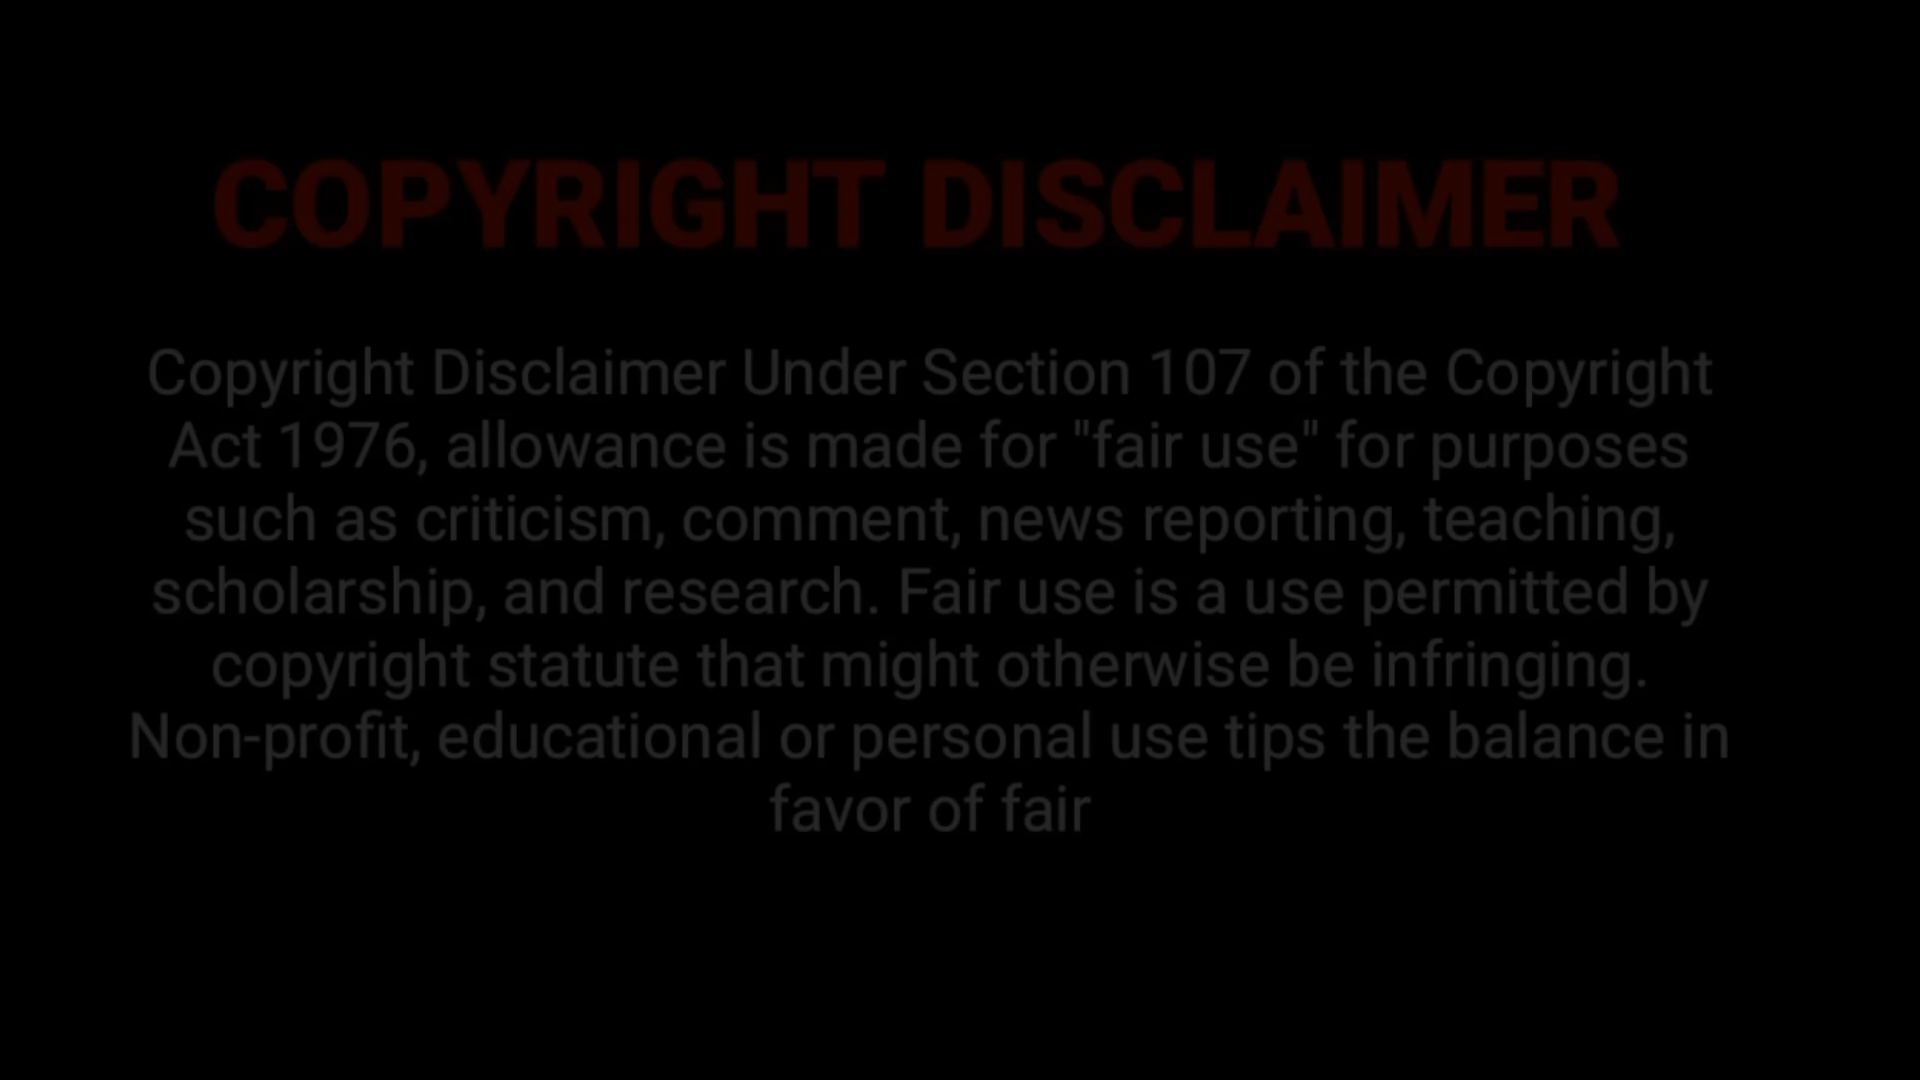 COPYRIGHT DISCLAIMER
Copyright Disclaimer Under Section 107 of the Copyright
Act 1976, allowance is made for "fair use" for purposes
such as criticism, comment, news reporting, teaching,
scholarship, and research. Fair use is a use permitted by
copyright statute that might otherwise be infringing.
Non-profit, educational or personal use tips the balance in
favor of fair